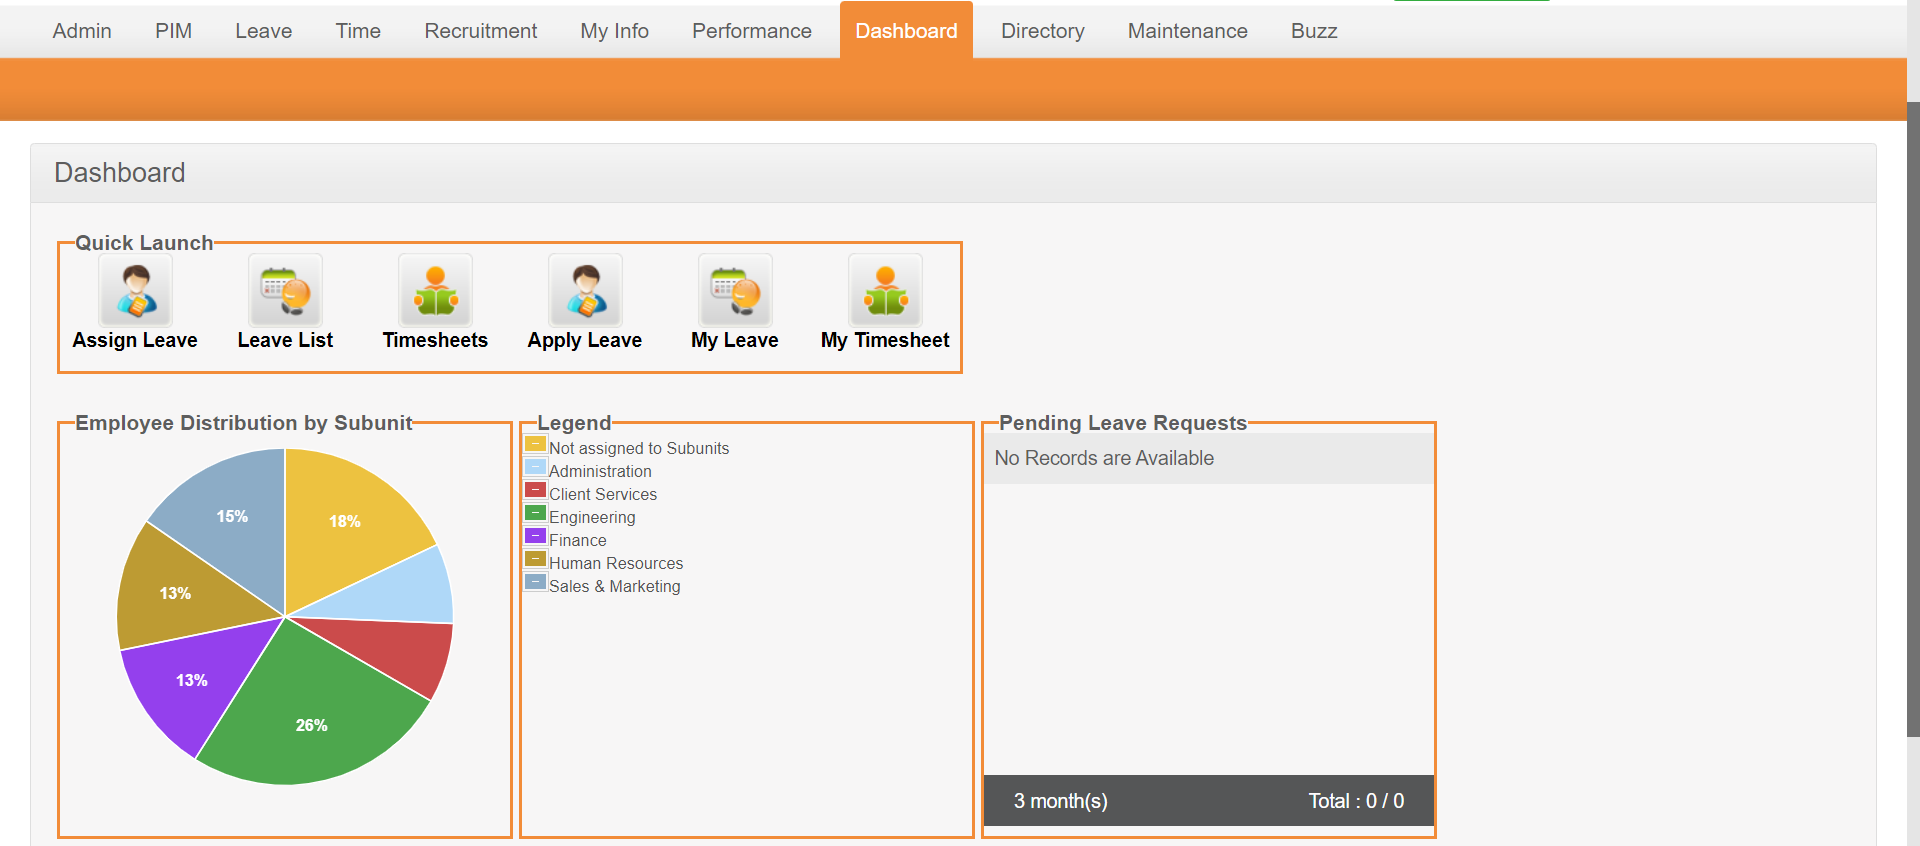 Admin PIM Leave Time Recruitment My Info Performance Dashboard Directory Maintenance Buzz
Dashboard
Quick Launch
Assign Leave Leave List Timesheets Apply Leave My Leave My Timesheet
Employee Distribution by Subunit
18%
26%
13%
13%
15%
Legend
Not assigned to Subunits
Administration
Client Services
Engineering
Finance
Human Resources
Sales & Marketing
Pending Leave Requests
No Records are Available
3 month(s) Total : 0 / 0